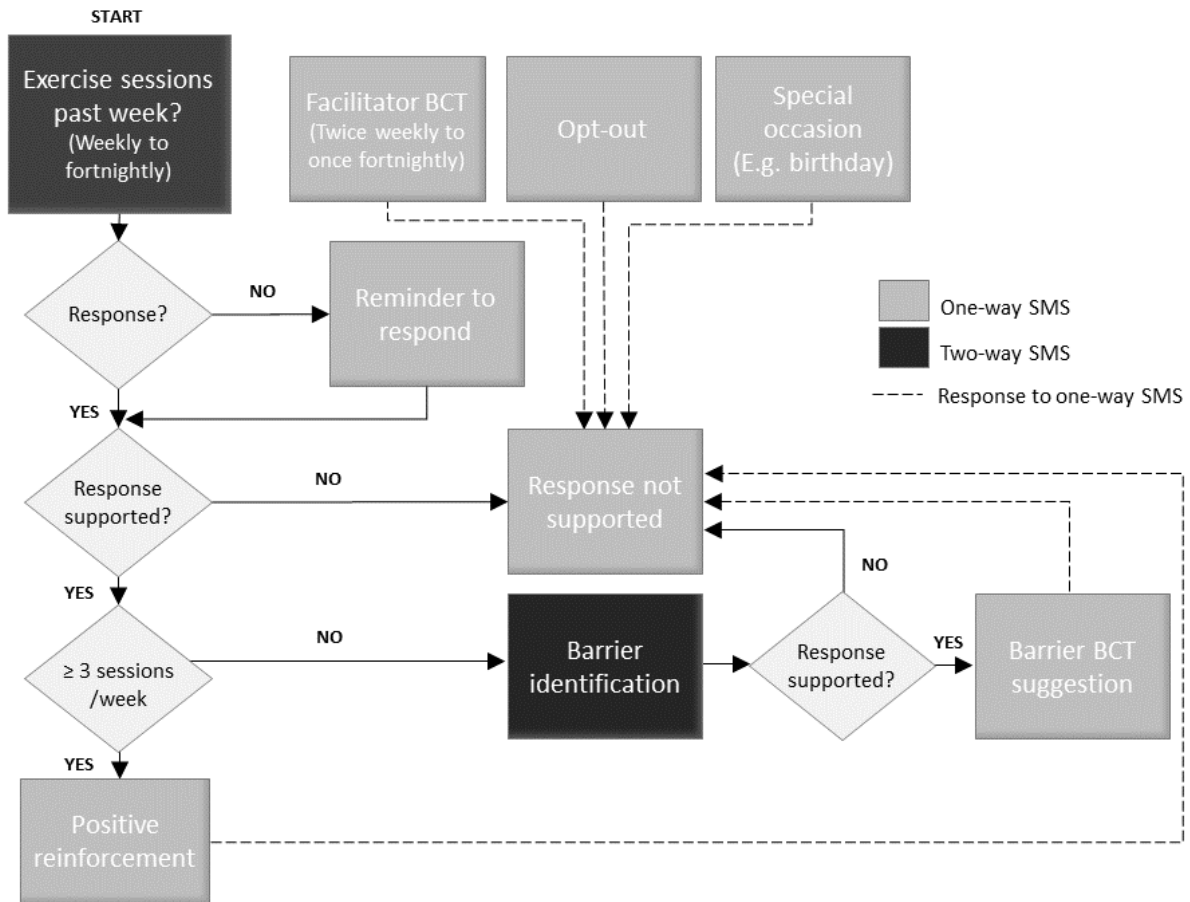 START
Exercise sessions
past week?
(Weekly to
fortnightly)
Facilitator BCT
(Twice weekly to
once fortnightly)
Opt-out
Special
occasion
(E.g. birthday)
Response?
NO
Reminder to
respond
One-way SMS
Two-way SMS
Response to one-way SMS
YES
Response
supported?
NO
Response not
supported
YES
NO
≥ 3 sessions
/week
NO
Barrier
identification
Response
supported?
YES
Barrier BCT
suggestion
YES
Positive
reinforcement